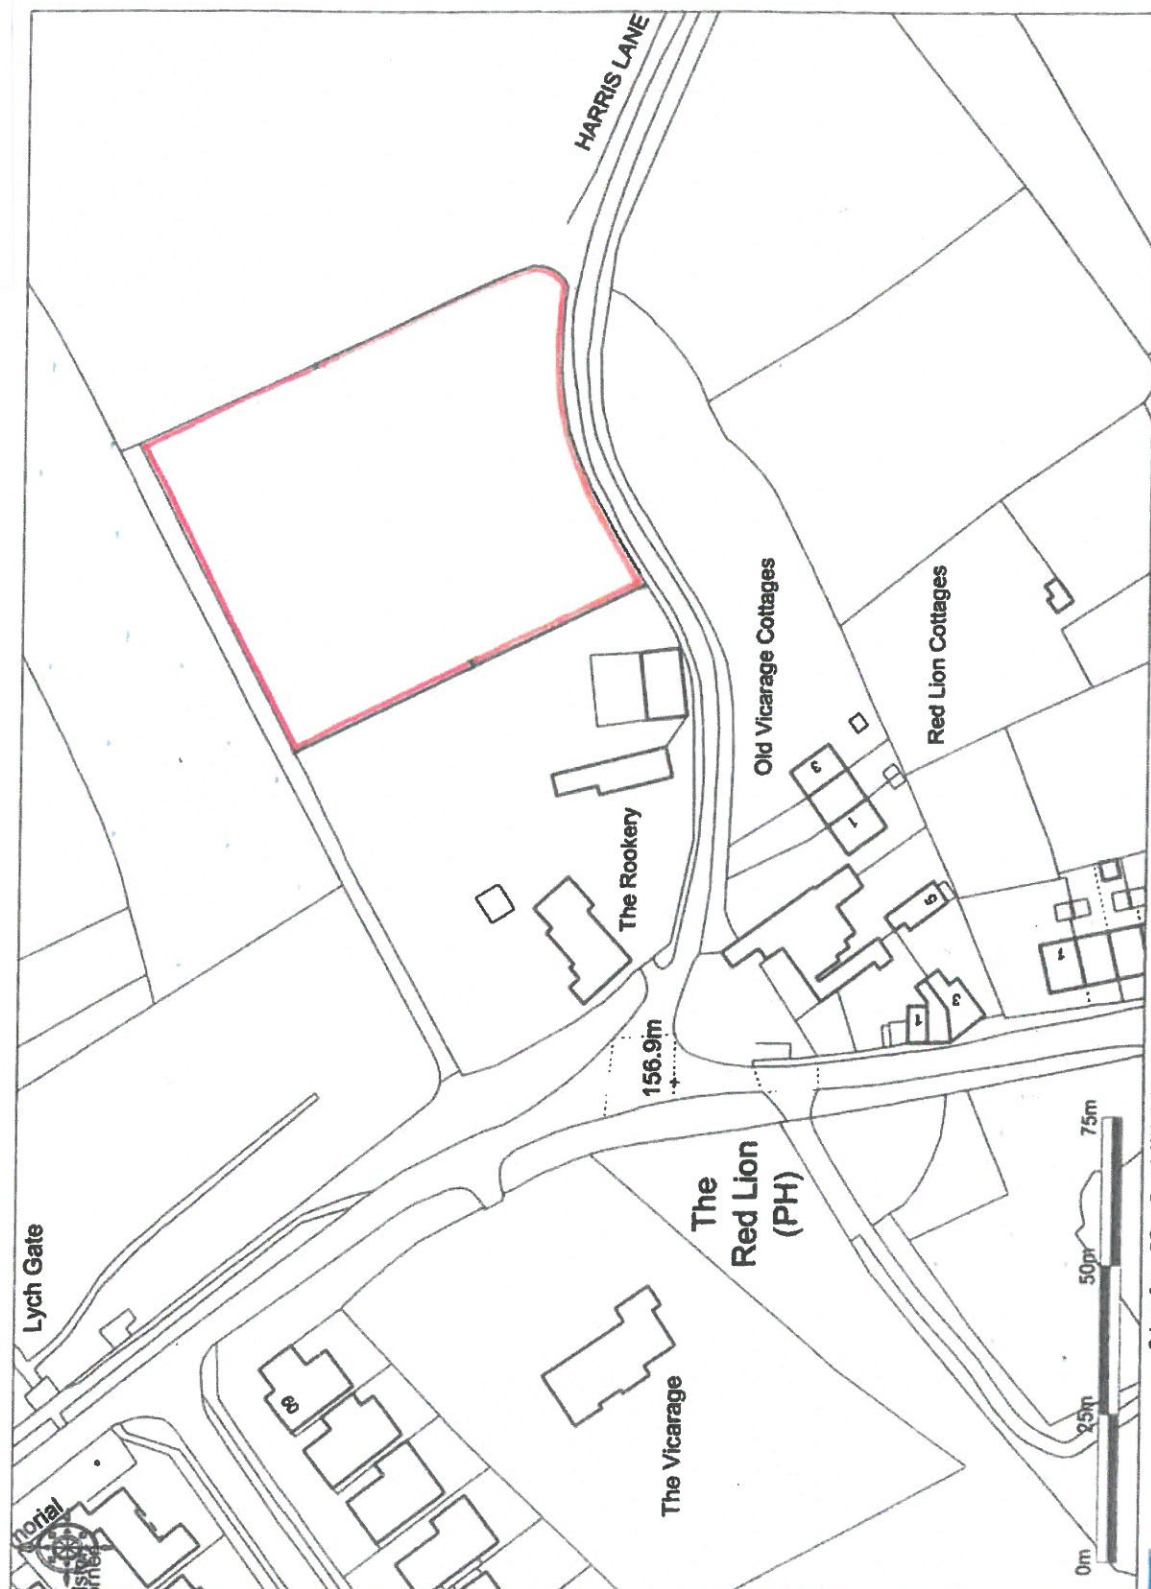 HARRIS LANE
Lych Gate
The Rookery
Old Vicarage Cottages
Red Lion Cottages
3
1
5
3
1
1
156.9m
The
Red Lion
(PH)
The Vicarage
60
0m
25m
50m
75m